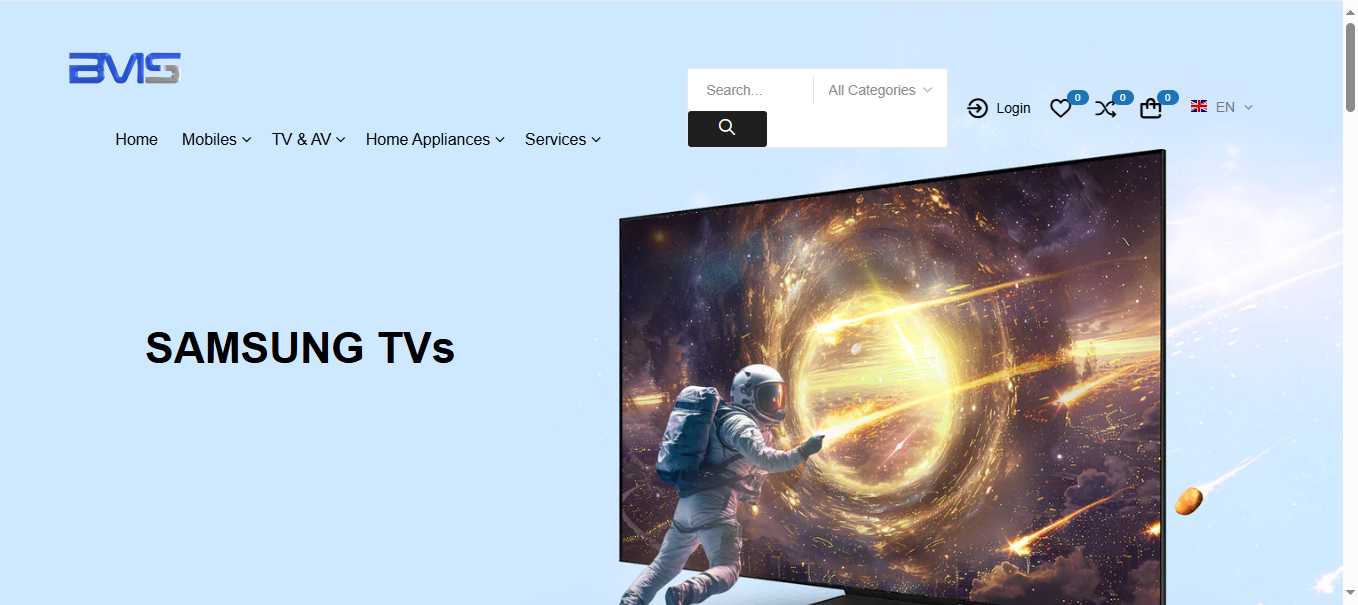 BMS
Search...
All Categories
Login
0
0
0
EN
Home
Mobiles
TV & AV
Home Appliances
Services
SAMSUNG TVs